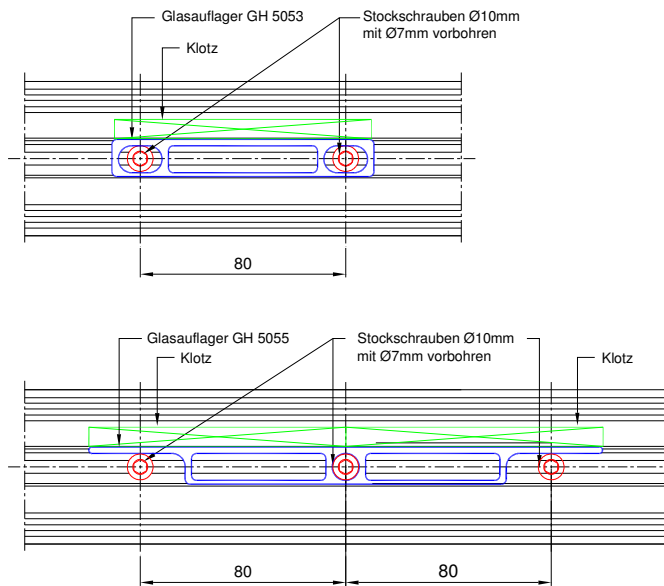 Glasauflager GH 5053
Stockschrauben Ø10mm
mit Ø7mm vorbohren
Klotz
80
Glasauflager GH 5055
Stockschrauben Ø10mm
mit Ø7mm vorbohren
Klotz
Klotz
80
80